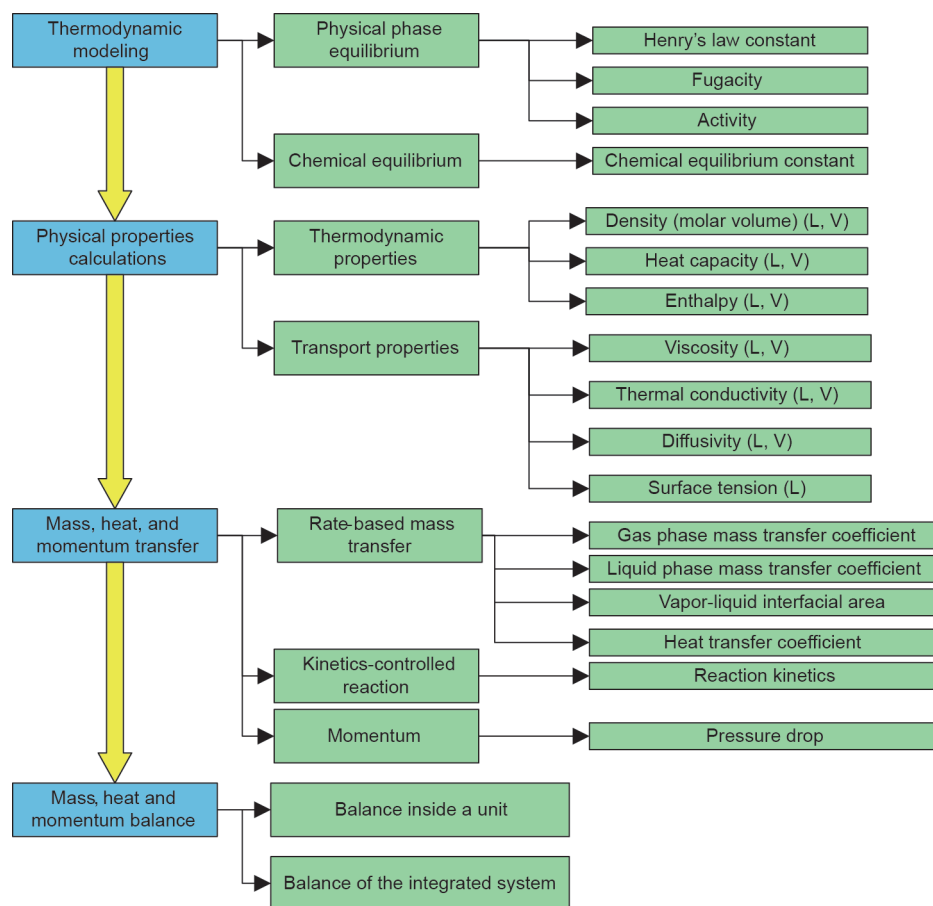 Thermodynamic
modeling
Physical phase
equilibrium
Henry's law constant
Fugacity
Activity
Chemical equilibrium
Chemical equilibrium constant
Physical properties
calculations
Thermodynamic
properties
Density (molar volume) (L, V)
Heat capacity (L, V)
Enthalpy (L, V)
Transport properties
Viscosity (L, V)
Thermal conductivity (L, V)
Diffusivity (L, V)
Surface tension (L)
Mass, heat, and
momentum transfer
Rate-based mass
transfer
Gas phase mass transfer coefficient
Liquid phase mass transfer coefficient
Vapor-liquid interfacial area
Heat transfer coefficient
Kinetics-controlled
reaction
Reaction kinetics
Momentum
Pressure drop
Mass, heat and
momentum balance
Balance inside a unit
Balance of the integrated system